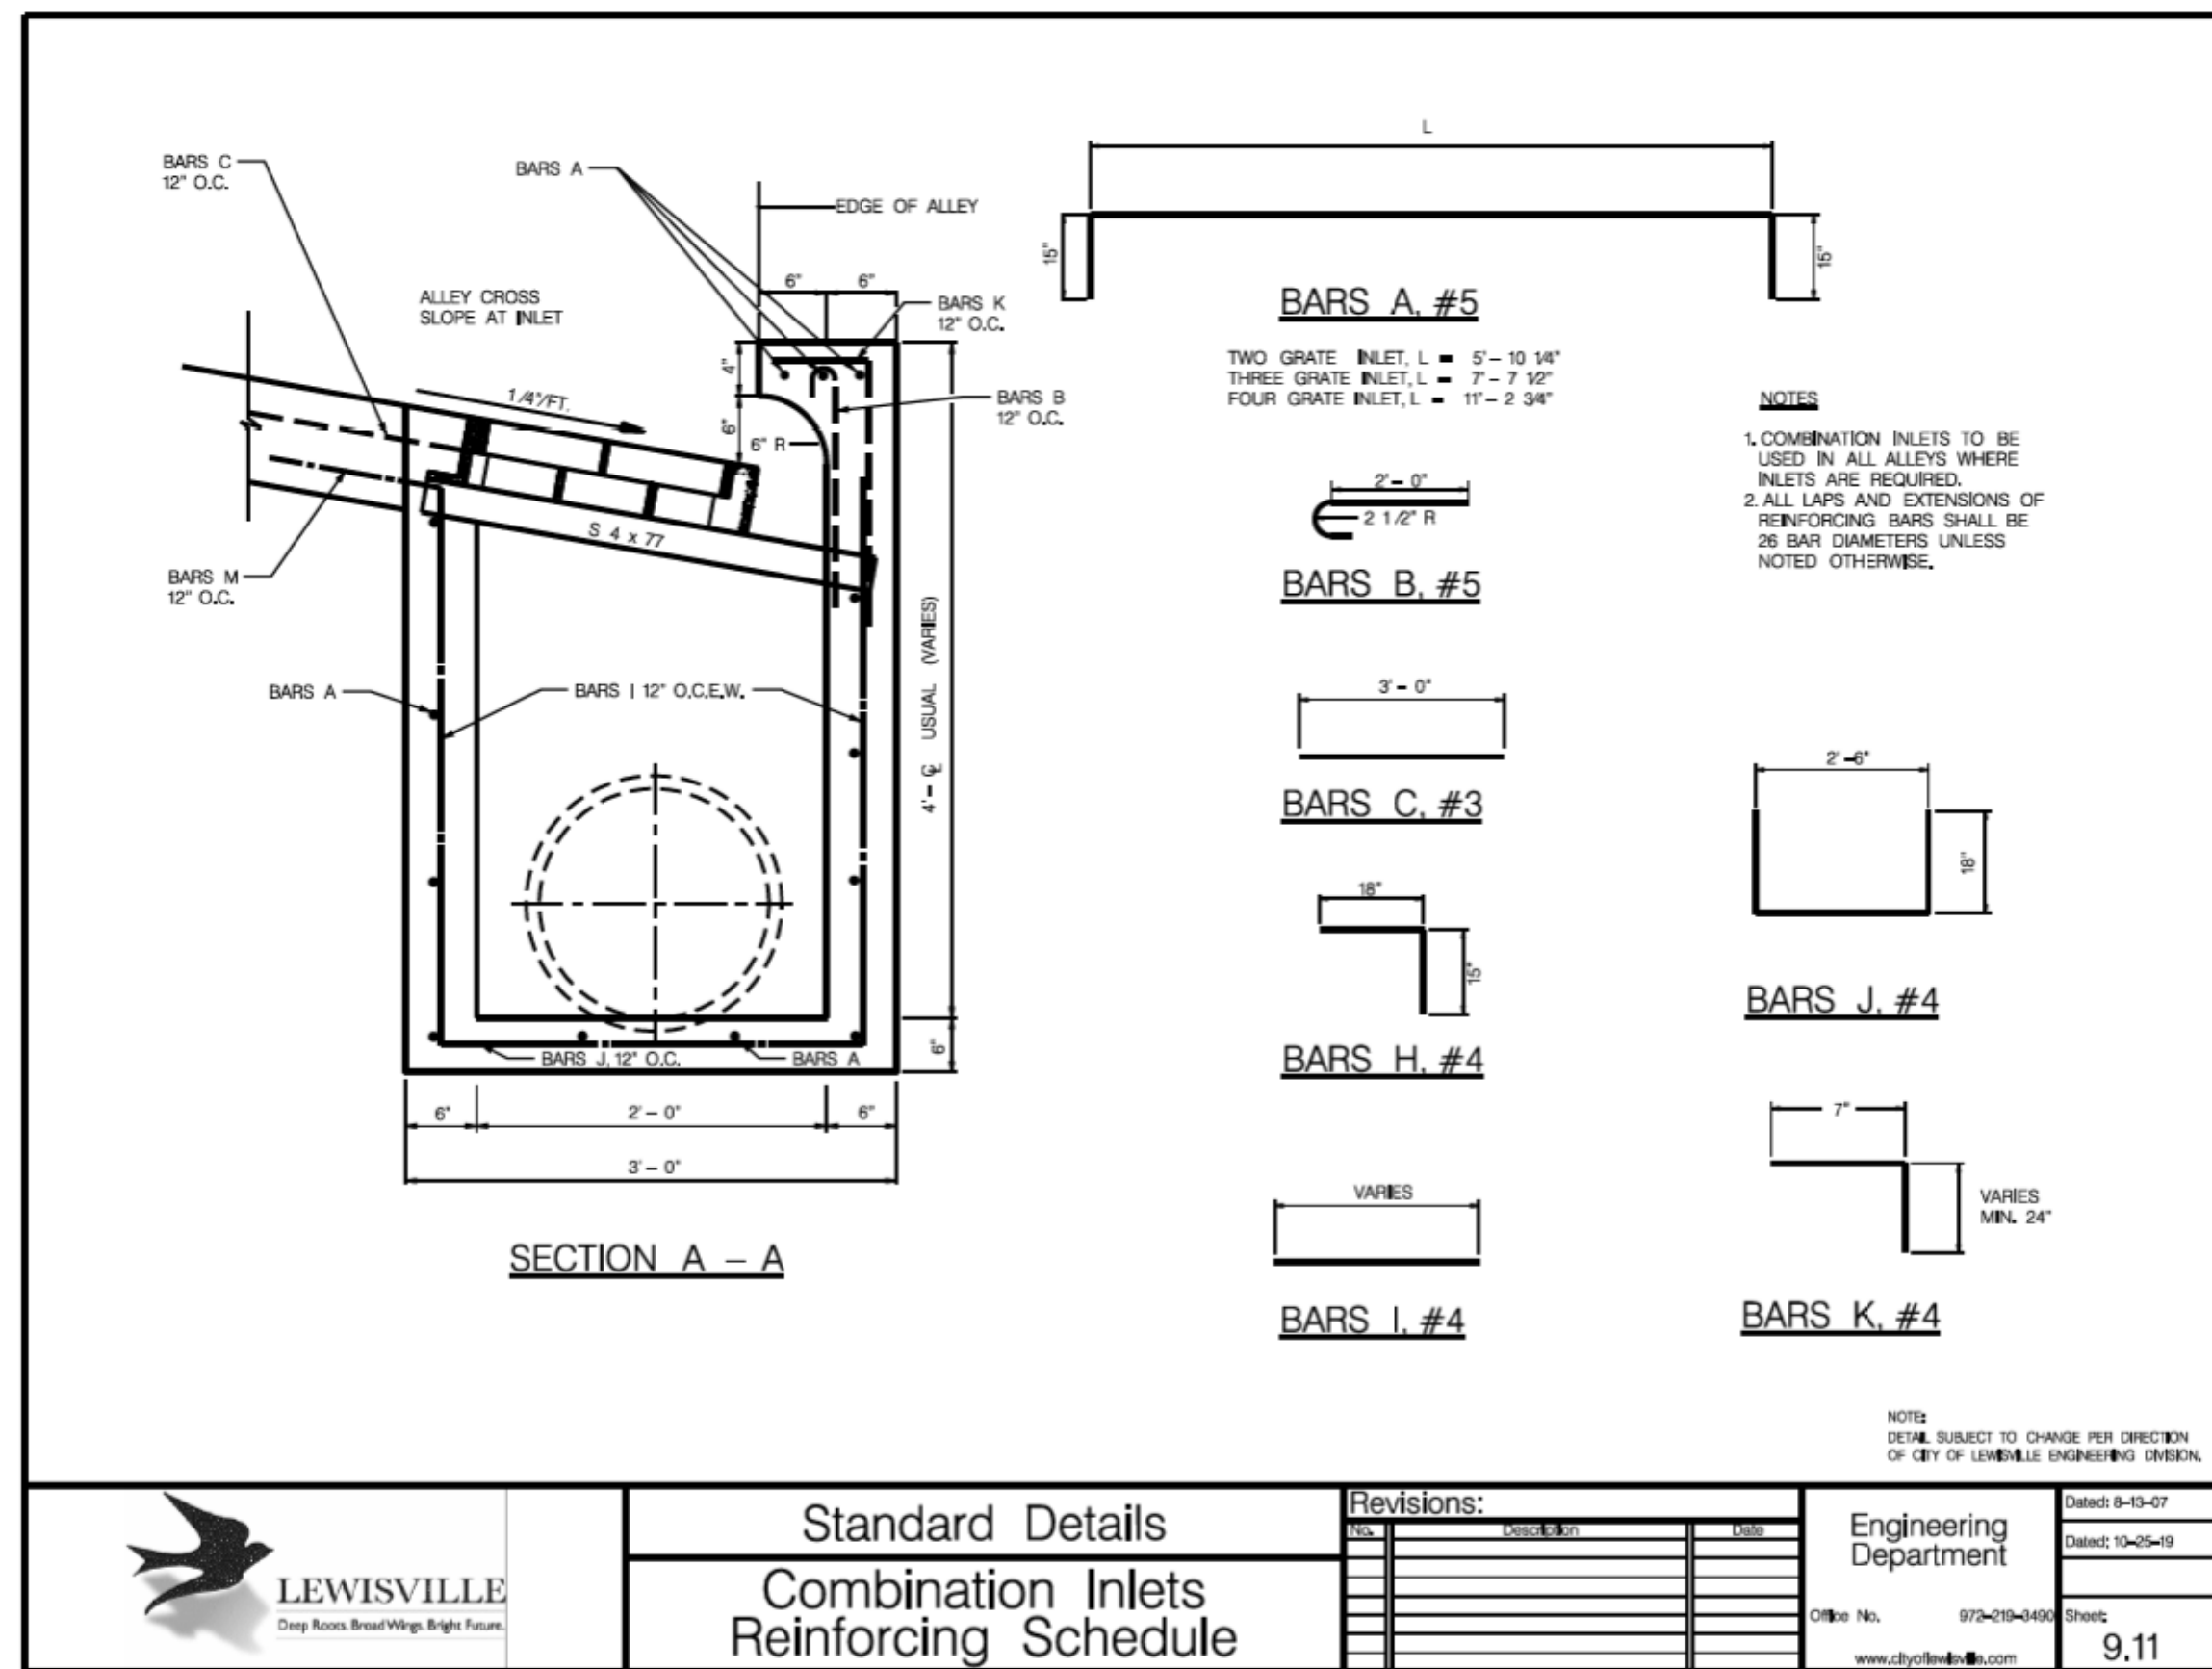 BARS C
12" O.C.
BARS A
EDGE OF ALLEY
ALLEY CROSS
SLOPE AT INLET
6"
6"
BARS K
12" O.C.
4"
1/4"/FT.
BARS B
12" O.C.
6"
6" R
S 4 x 77
BARS M
12" O.C.
BARS A
BARS I 12" O.C.E.W.
USUAL (VARIES)
BARS J, 12" O.C.
BARS A
6"
6"
2'-0"
6"
3'-0"
SECTION A - A
L
15"
15"
BARS A, #5
TWO GRATE INLET, L = 5'-10 1/4"
THREE GRATE INLET, L = 7'-7 1/2"
FOUR GRATE INLET, L = 11'-2 3/4"
2'-0"
2 1/2" R
BARS B, #5
3'-0"
BARS C, #3
18"
15"
BARS H, #4
VARIES
BARS I, #4
NOTES
1. COMBINATION INLETS TO BE
USED IN ALL ALLEYS WHERE
INLETS ARE REQUIRED.
2. ALL LAPS AND EXTENSIONS OF
REINFORCING BARS SHALL BE
26 BAR DIAMETERS UNLESS
NOTED OTHERWISE.
2'-6"
18"
BARS J, #4
7"
VARIES
MIN. 24"
BARS K, #4
NOTE:
DETAIL SUBJECT TO CHANGE PER DIRECTION
OF CITY OF LEWISVILLE ENGINEERING DIVISION.
LEWISVILLE
Deep Roots. Broad Wings. Bright Future.
Standard Details
Combination Inlets
Reinforcing Schedule
Revisions:
No. Description Date
Engineering
Department
Office No. 972-219-3490
www.cityoflewisville.com
Dated: 8-13-07
Dated: 10-25-19
Sheet:
9.11